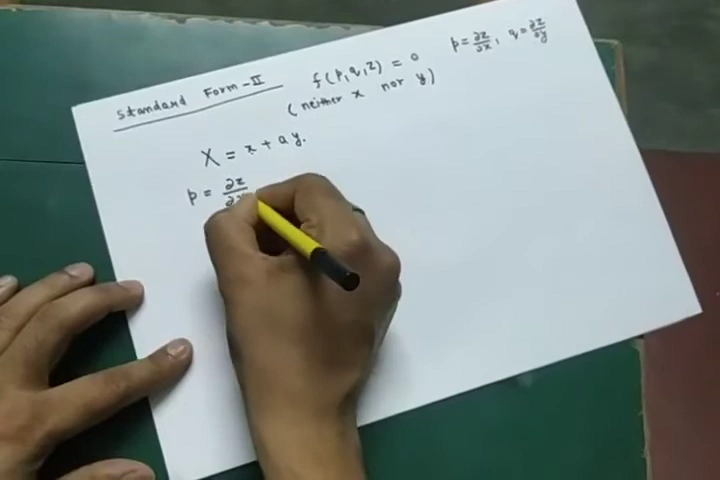 Standard Form-II f(p,q,z) = 0 p = ∂z/∂x, q = ∂z/∂y
(neither x nor y)
X = x + ay.
p = ∂z/∂x